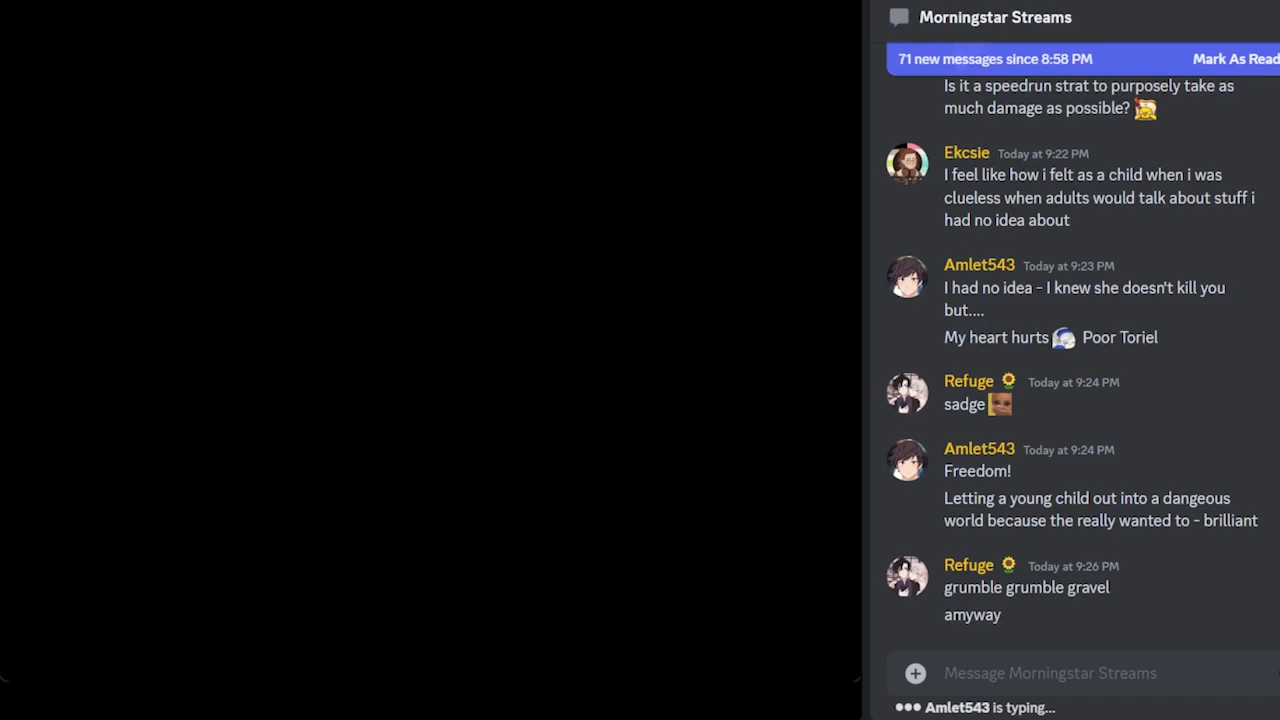 Morningstar Streams
71 new messages since 8:58 PM Mark As Read
Is it a speedrun strat to purposely take as
much damage as possible?
Ekcsie Today at 9:22 PM
I feel like how i felt as a child when i was
clueless when adults would talk about stuff i
had no idea about
Amlet543 Today at 9:23 PM
I had no idea - I knew she doesn't kill you
but....
My heart hurts Poor Toriel
Refuge Today at 9:24 PM
sadge
Amlet543 Today at 9:24 PM
Freedom!
Letting a young child out into a dangeous
world because the really wanted to - brilliant
Refuge Today at 9:26 PM
grumble grumble gravel
amyway
Message Morningstar Streams
Amlet543 is typing...